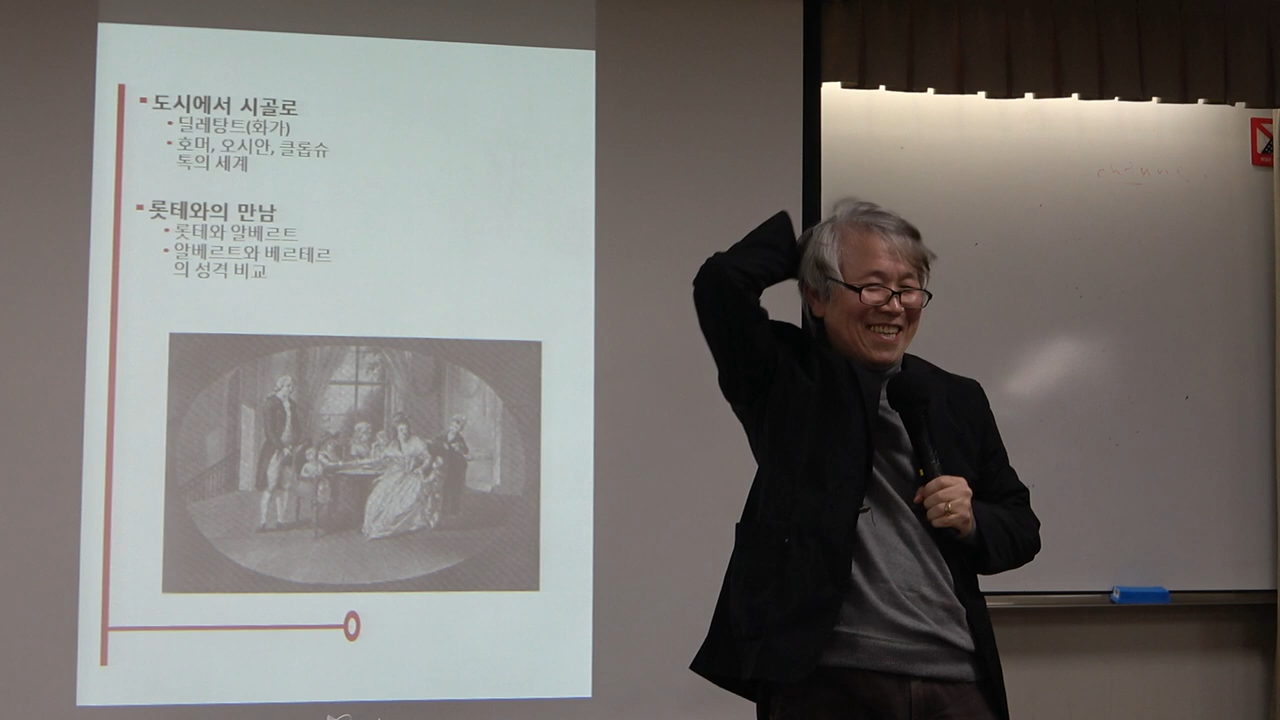 도시에서 시골로
딜레탕트(화가)
호머, 오시안, 클롭슈
톡의 세계
롯테와의 만남
롯테와 알베르트
알베르트와 베르테르
의 성격 비교